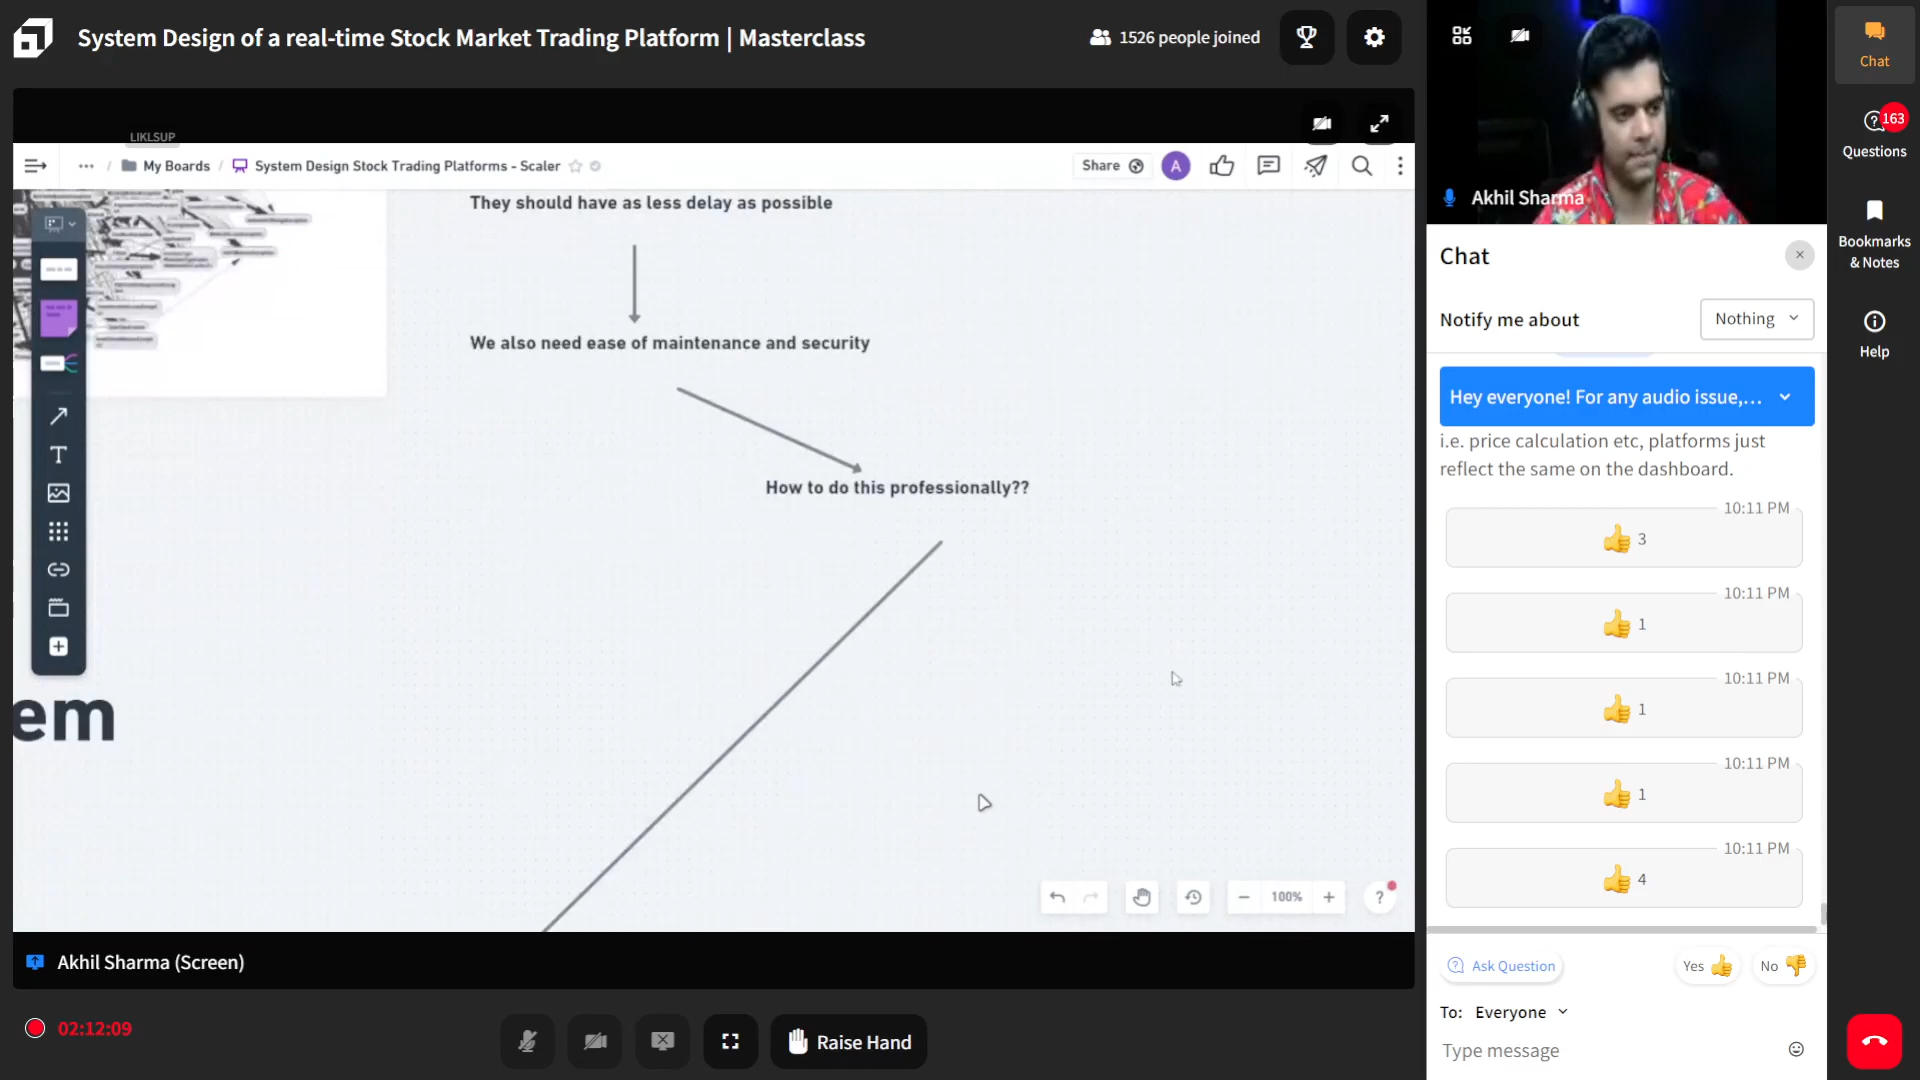 System Design of a real-time Stock Market Trading Platform | Masterclass
1526 people joined
LIKLSUP
My Boards / System Design Stock Trading Platforms - Scaler
Share
A
They should have as less delay as possible
We also need ease of maintenance and security
How to do this professionally??
em
100%
?
Akhil Sharma (Screen)
02:12:09
Raise Hand
Akhil Sharma
Chat
Notify me about
Nothing
Hey everyone! For any audio issue,...
i.e. price calculation etc, platforms just
reflect the same on the dashboard.
10:11 PM
3
10:11 PM
1
10:11 PM
1
10:11 PM
1
10:11 PM
4
Ask Question
Yes
No
To: Everyone
Type message
Chat
163
Questions
Bookmarks
& Notes
Help